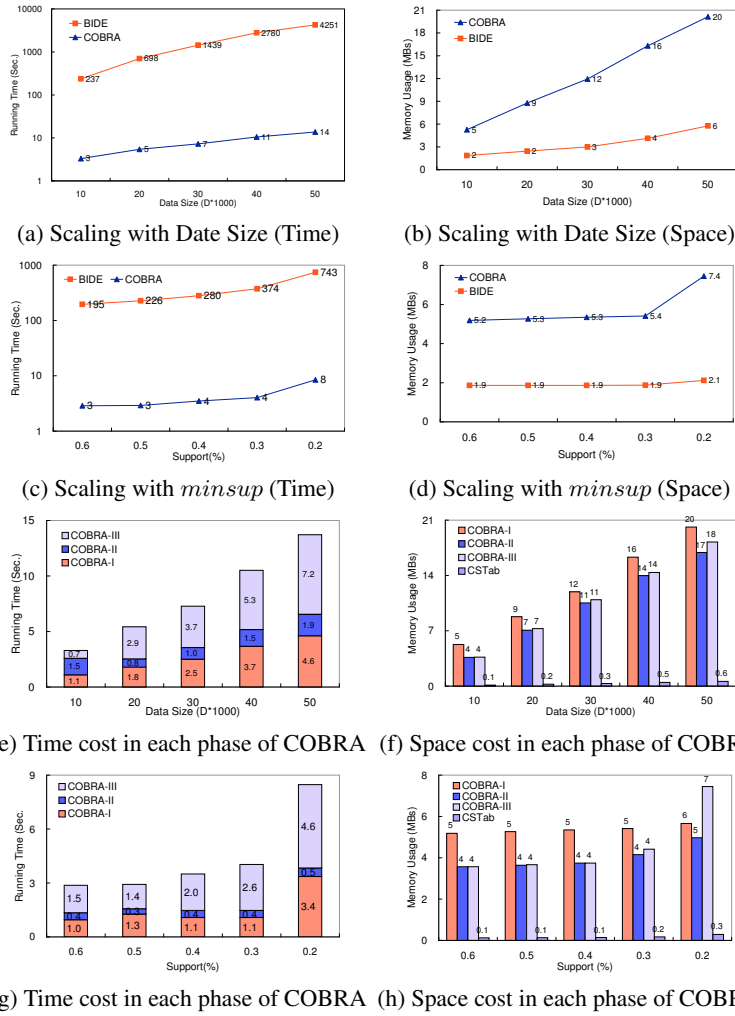 10000
1000
100
10
1
Running Time (Sec.)
BIDE
COBRA
237
698
1439
2780
4251
3
5
7
11
14
10 20 30 40 50
Data Size (D*1000)
21
18
15
12
9
6
3
0
Memory Usage (MBs)
COBRA
BIDE
5
9
12
16
20
2
2
3
4
6
10 20 30 40 50
Data Size (D*1000)
(a) Scaling with Date Size (Time) (b) Scaling with Date Size (Space)
1000
100
10
1
Running Time (Sec.)
BIDE COBRA
195
226
280
374
743
3
3
4
4
8
0.6 0.5 0.4 0.3 0.2
Support(%)
8
6
4
2
0
Memory Usage (MBs)
COBRA
BIDE
5.2
5.3
5.3
5.4
7.4
1.9
1.9
1.9
1.9
2.1
0.6 0.5 0.4 0.3 0.2
Support (%)
(c) Scaling with minsup (Time) (d) Scaling with minsup (Space)
15
10
5
0
Running Time (Sec.)
COBRA-III
COBRA-II
COBRA-I
0.7 2.9 3.7 5.3 7.2
1.5 0.8 1.0 1.5 1.9
1.1 1.8 2.5 3.7 4.6
10 20 30 40 50
Data Size (D*1000)
21
14
7
0
Memory Usage (MBs)
COBRA-I
COBRA-II
COBRA-III
CSTab
5 4 4 0.1
9 7 7 0.2
12 11 11 0.3
16 14 14 0.5
20 17 18 0.6
10 20 30 40 50
Data Size (D*1000)
e) Time cost in each phase of COBRA (f) Space cost in each phase of COBR
9
6
3
0
Running Time (Sec.
COBRA-III
COBRA-II
COBRA-I
1.5 1.4 2.0 2.6 4.6
0.4 0.3 0.4 0.4 0.5
1.0 1.3 1.1 1.1 3.4
0.6 0.5 0.4 0.3 0.2
Support(%)
8
6
4
2
0
Memory Usage (MBs)
COBRA-I
COBRA-II
COBRA-III
CSTab
5 4 4 0.1
5 4 4 0.1
5 4 4 0.1
5 4 4 0.2
6 5 7 0.3
0.6 0.5 0.4 0.3 0.2
Support (%)
g) Time cost in each phase of COBRA (h) Space cost in each phase of COBR